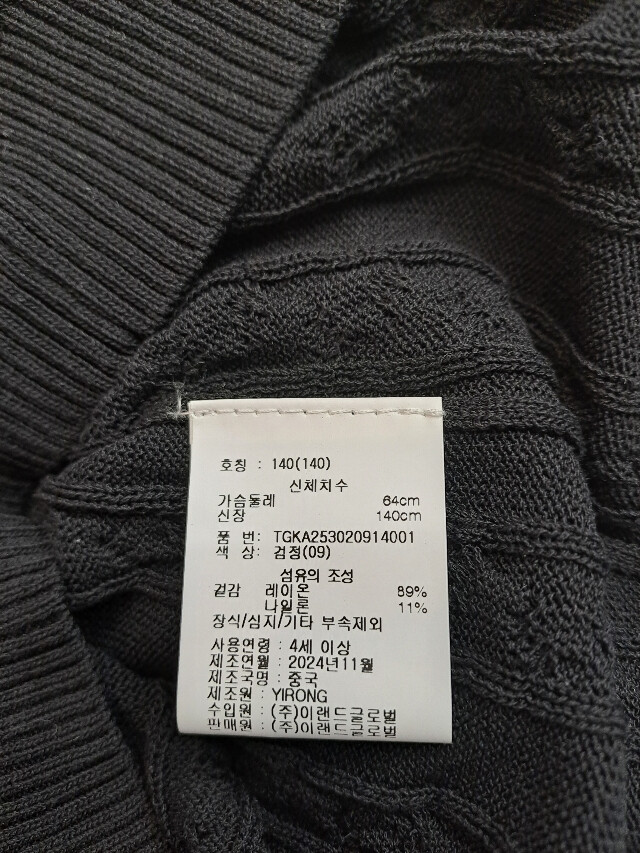 호칭 : 140(140)
신체치수
가슴둘레 64cm
신장 140cm
품 번: TGKA253020914001
색 상: 검정(09)
섬유의 조성
겉감 레이온 89%
나일론 11%
장식/심지/기타 부속제외
사용연령 : 4세 이상
제조연월 : 2024년11월
제조국명 : 중국
제조원 : YIRONG
수입원 : (주)이랜드글로벌
판매원 : (주)이랜드글로벌